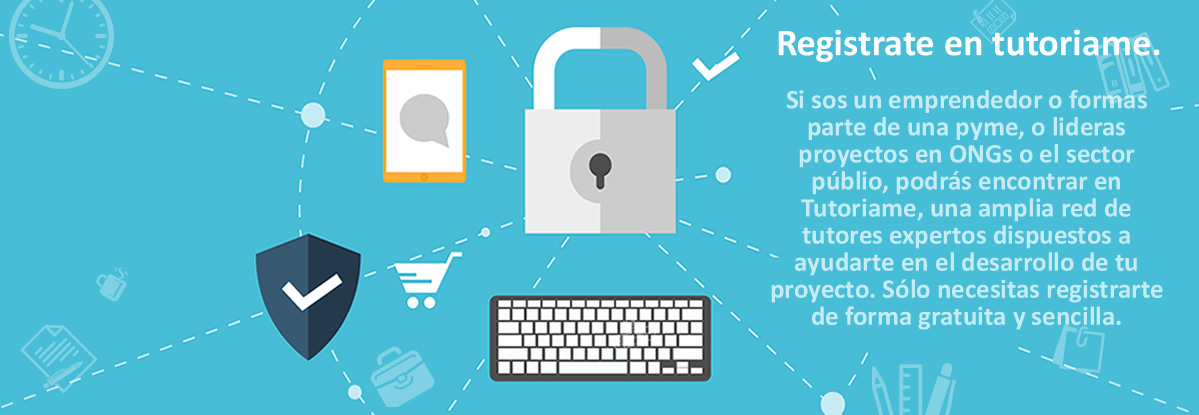 Registrate en tutoriame.
Si sos un emprendedor o formas
parte de una pyme, o lideras
proyectos en ONGs o el sector
públio, podrás encontrar en
Tutoriame, una amplia red de
tutores expertos dispuestos a
ayudarte en el desarrollo de tu
proyecto. Sólo necesitas registrarte
de forma gratuita y sencilla.